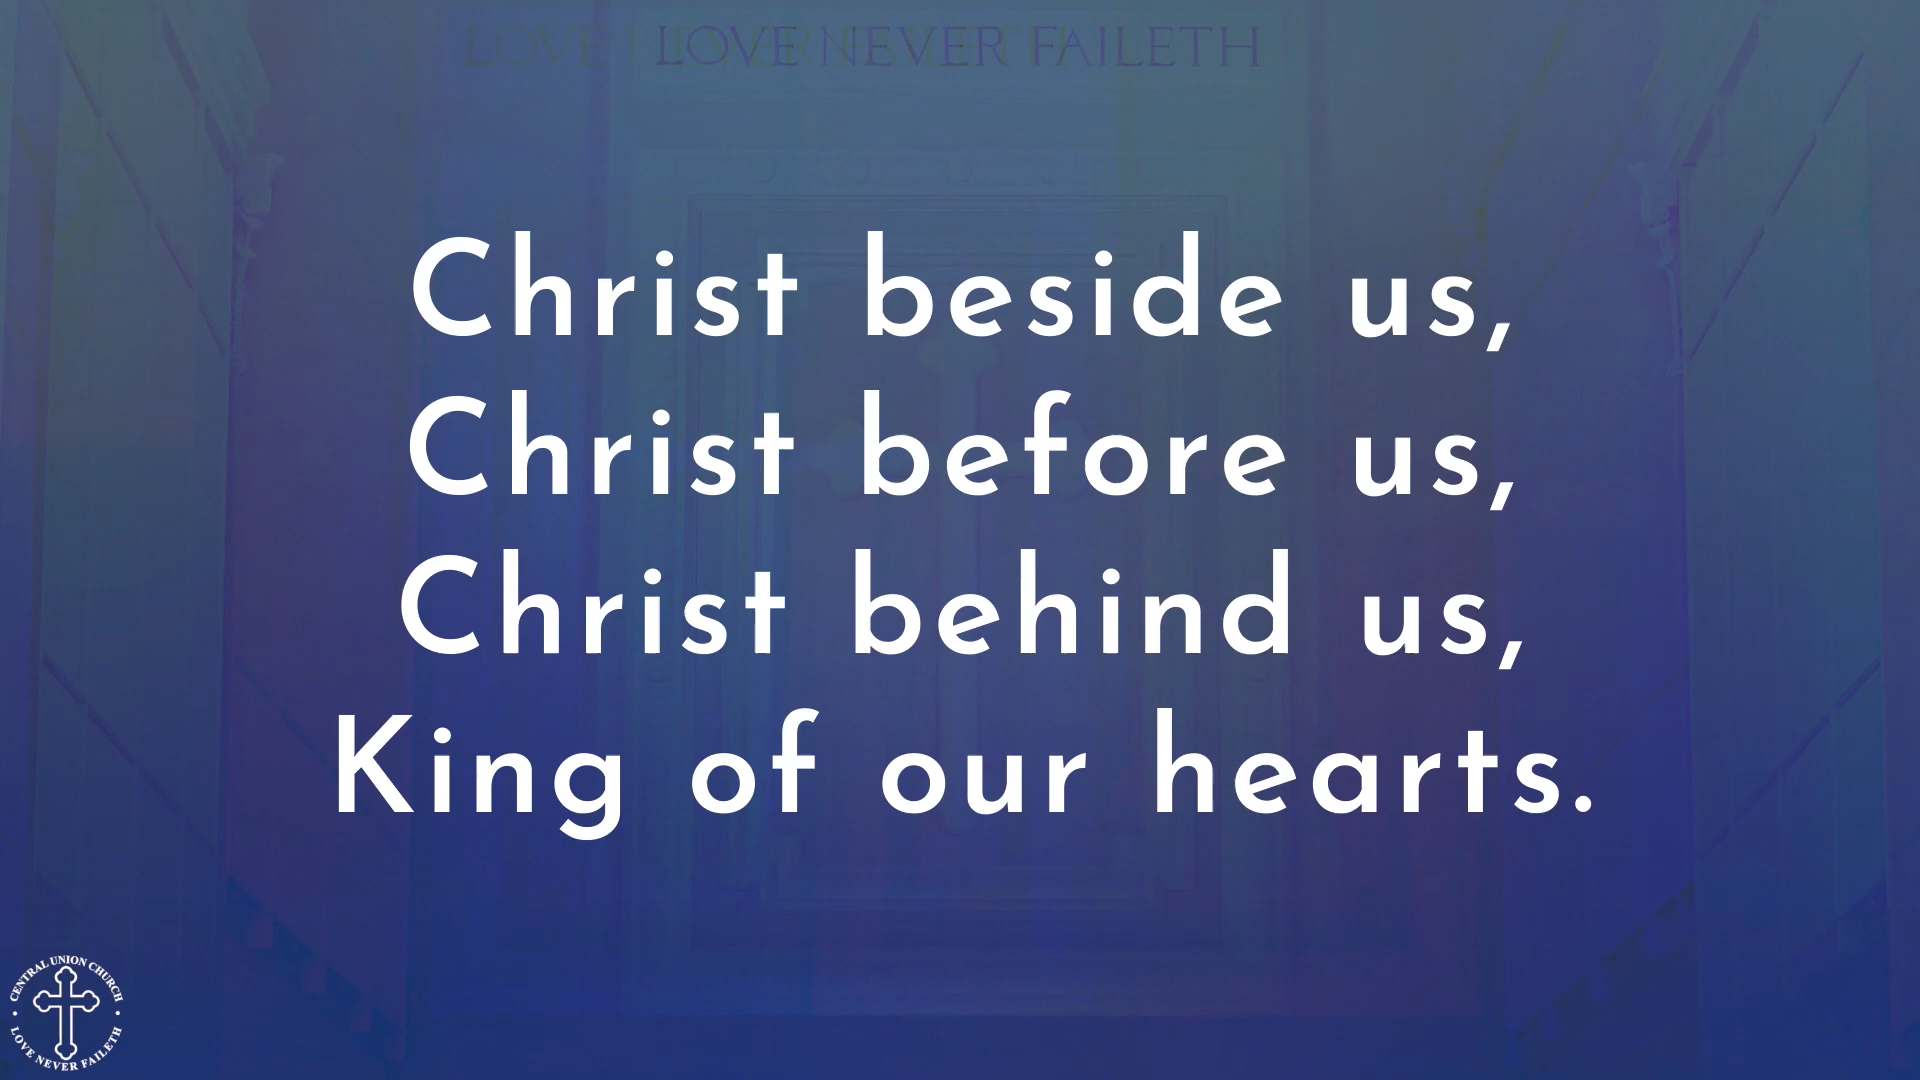 LOVE LOVE NEVER FAILETH
Christ beside us,
Christ before us,
Christ behind us,
King of our hearts.
CENTRAL UNION CHURCH
• LOVE NEVER FAILETH •